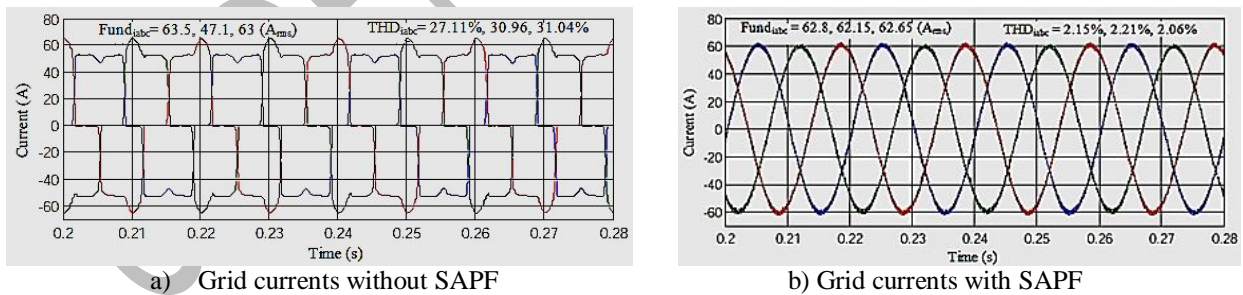 80
60
40
20
0
-20
-40
-60
Current (A)
Fund_iabc= 63.5, 47.1, 63 (A_rms)
THD_iabc= 27.11%, 30.96, 31.04%
0.2 0.21 0.22 0.23 0.24 0.25 0.26 0.27 0.28
Time (s)
a) Grid currents without SAPF
80
60
40
20
0
-20
-40
-60
Current (A)
Fund_iabc= 62.8, 62.15, 62.65 (A_rms)
THD_iabc= 2.15%, 2.21%, 2.06%
0.2 0.21 0.22 0.23 0.24 0.25 0.26 0.27 0.28
Time (s)
b) Grid currents with SAPF